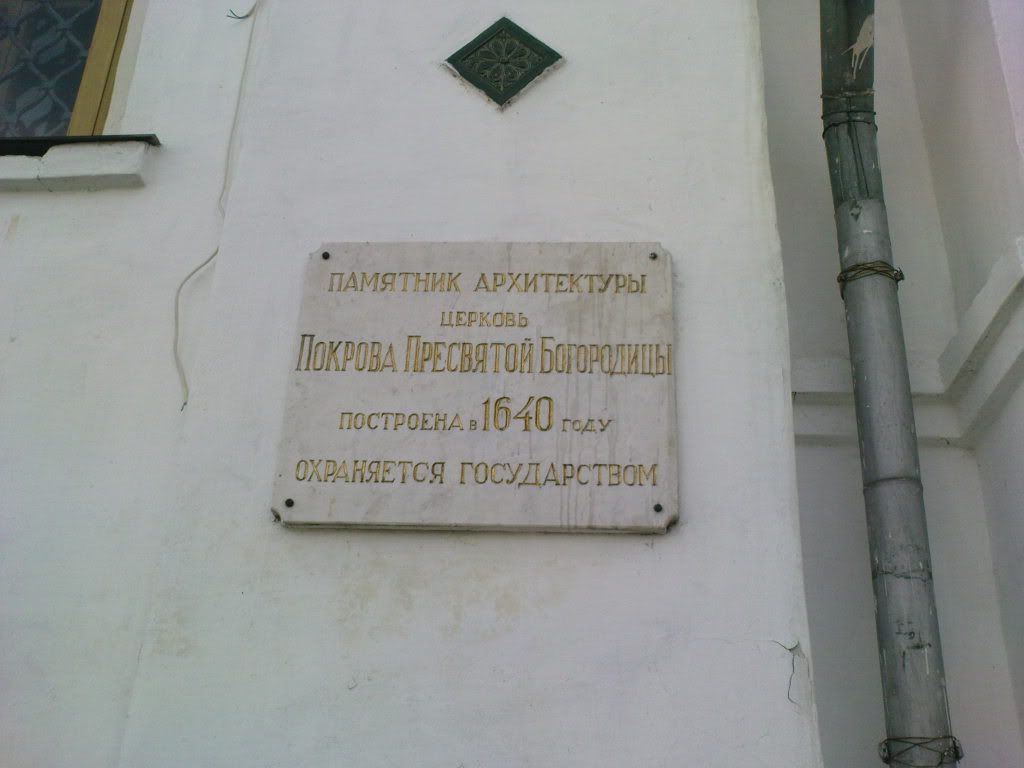 ПАМЯТНИК АРХИТЕКТУРЫ
ЦЕРКОВЬ
ПОКРОВА ПРЕСВЯТОЙ БОГОРОДИЦЫ
ПОСТРОЕНА в 1640 ГОДУ
ОХРАНЯЕТСЯ ГОСУДАРСТВОМ